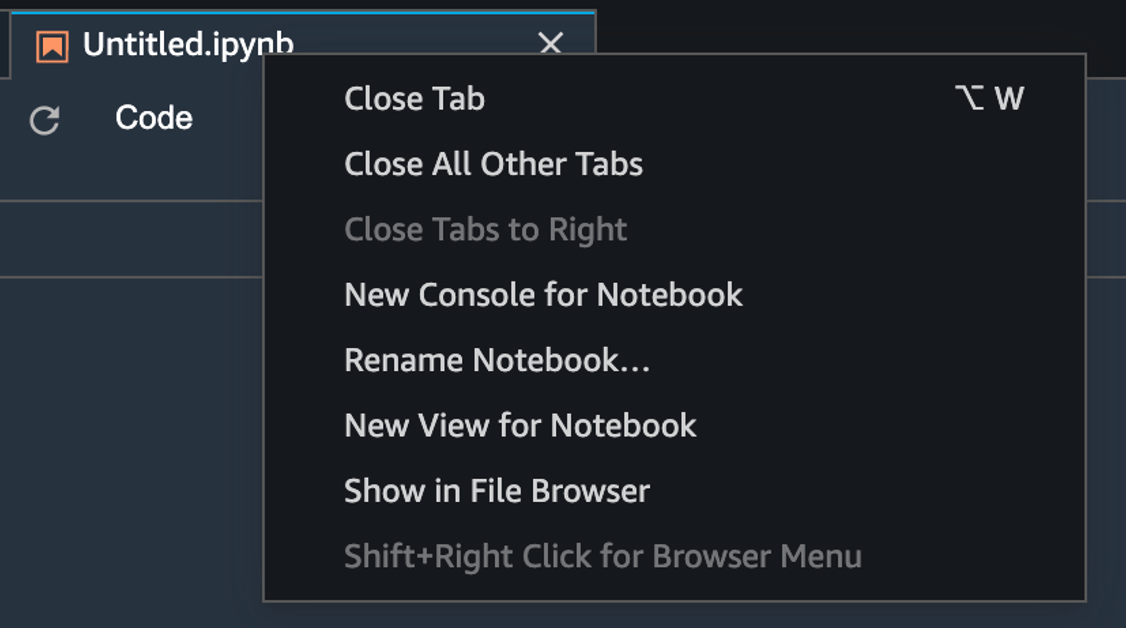 Untitled.ipynb
Code
Close Tab ⌥ W
Close All Other Tabs
Close Tabs to Right
New Console for Notebook
Rename Notebook…
New View for Notebook
Show in File Browser
Shift+Right Click for Browser Menu